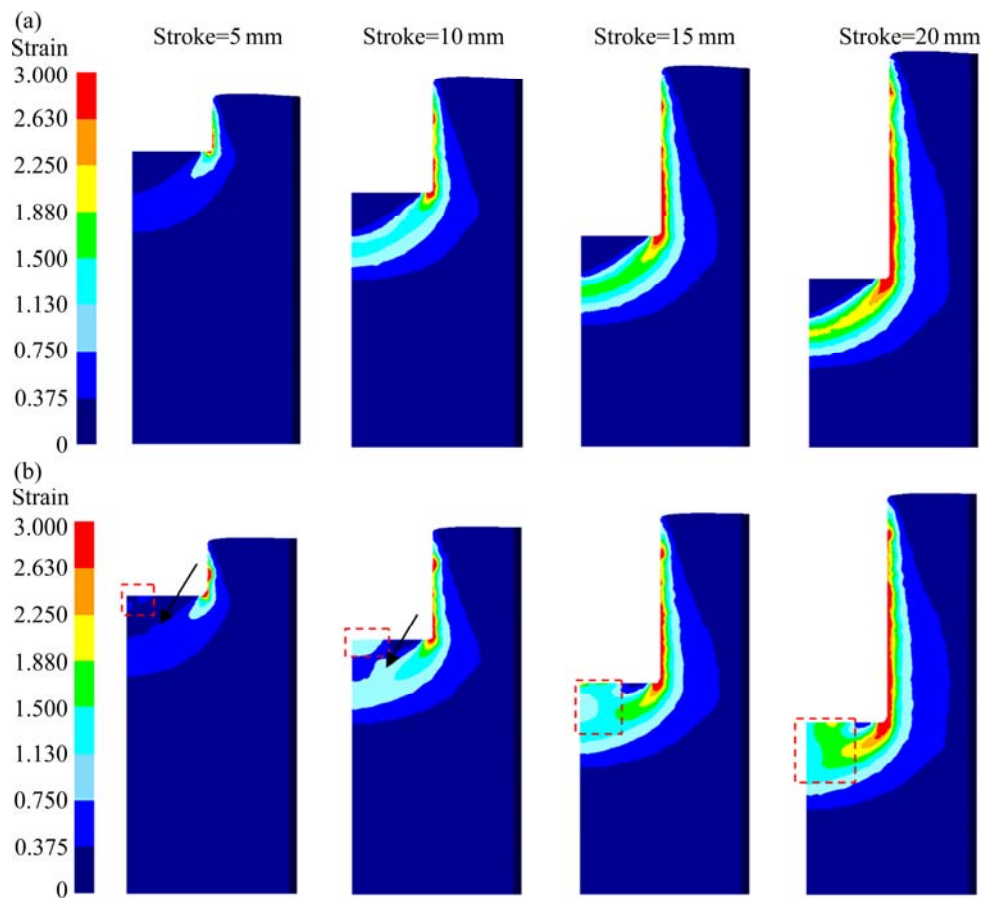 (a)
Strain
Stroke=5 mm
Stroke=10 mm
Stroke=15 mm
Stroke=20 mm
3.000
2.630
2.250
1.880
1.500
1.130
0.750
0.375
0
(b)
Strain
3.000
2.630
2.250
1.880
1.500
1.130
0.750
0.375
0